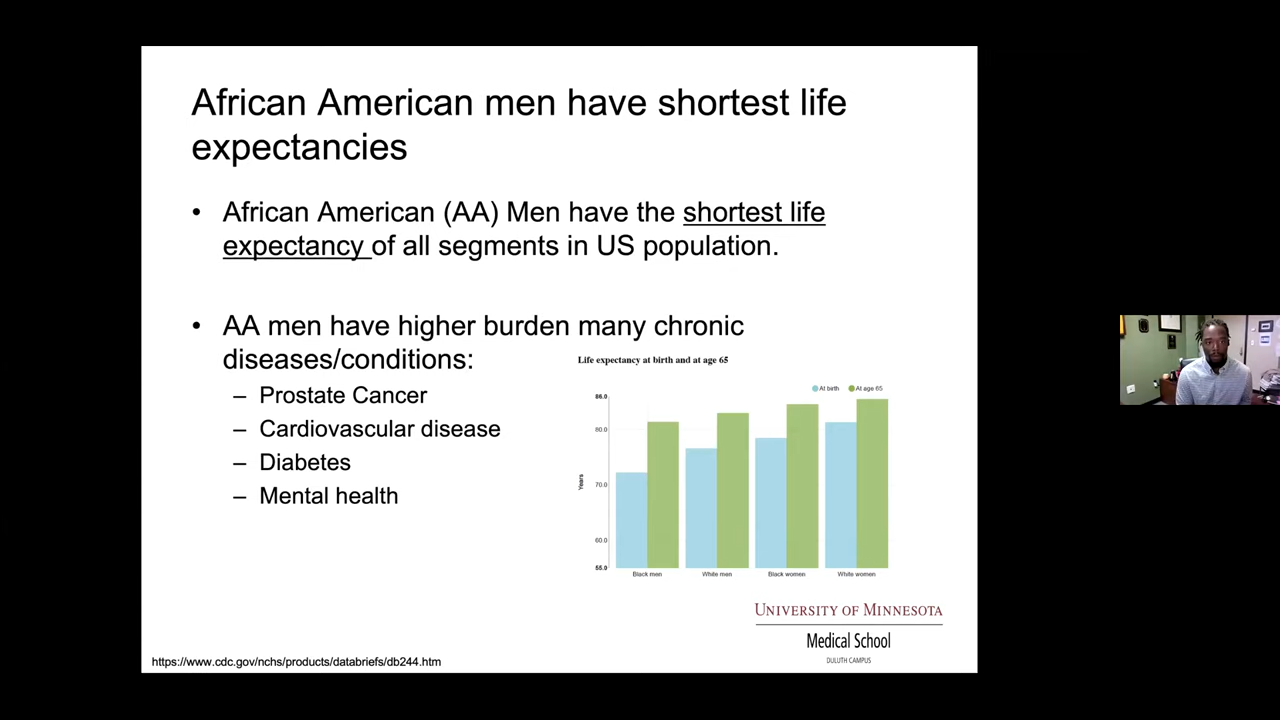 African American men have shortest life
expectancies
• African American (AA) Men have the shortest life
expectancy of all segments in US population.
• AA men have higher burden many chronic
diseases/conditions:
– Prostate Cancer
– Cardiovascular disease
– Diabetes
– Mental health
Life expectancy at birth and at age 65
At birth At age 65
86.0
80.0
70.0
60.0
55.0
Years
Black men White men Black women White women
UNIVERSITY OF MINNESOTA
Medical School
DULUTH CAMPUS
https://www.cdc.gov/nchs/products/databriefs/db244.htm